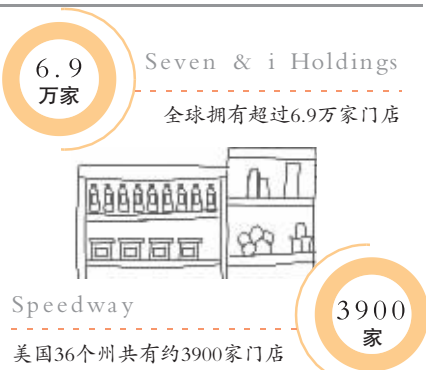 6.9
万家
Seven & i Holdings
全球拥有超过6.9万家门店
Speedway
美国36个州共有约3900家门店
3900
家